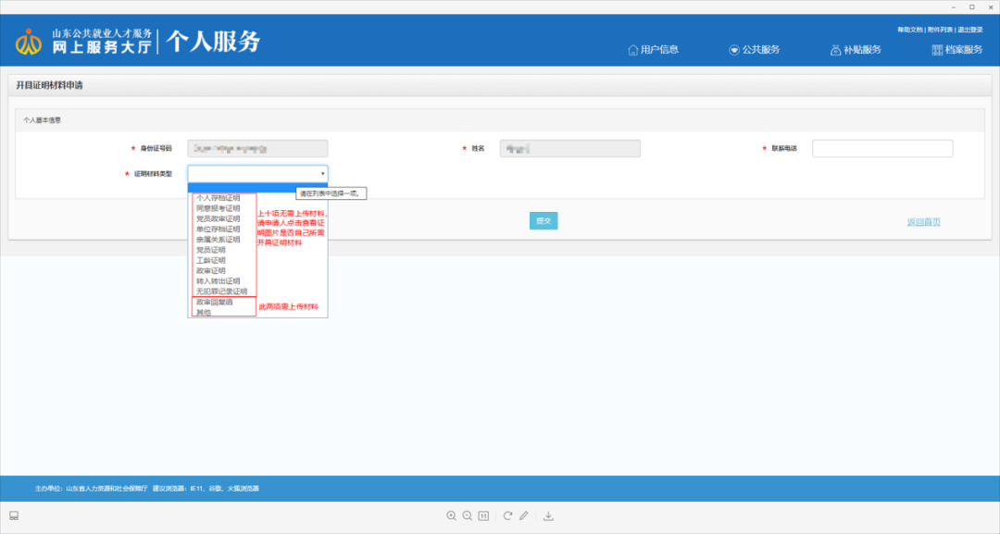 帮助文档 | 附件列表 | 退出登录
山东公共就业人才服务
网上服务大厅
个人服务
用户信息
公共服务
补贴服务
档案服务
开具证明材料申请
个人基本信息
* 身份证号码
* 姓名
* 联系电话
* 证明材料类型
请在列表中选择一项。
个人存档证明
同意报考证明
党员政审证明
单位存档证明
亲属关系证明
党员证明
工龄证明
政审证明
转入转出证明
无犯罪记录证明
政审回复函
其他
上十项无需上传材料,
请申请人点击查看证
明图片是否自己所需
开具证明材料
此两项需上传材料
提交
返回首页
主办单位：山东省人力资源和社会保障厅 建议浏览器：IE11、谷歌、火狐浏览器